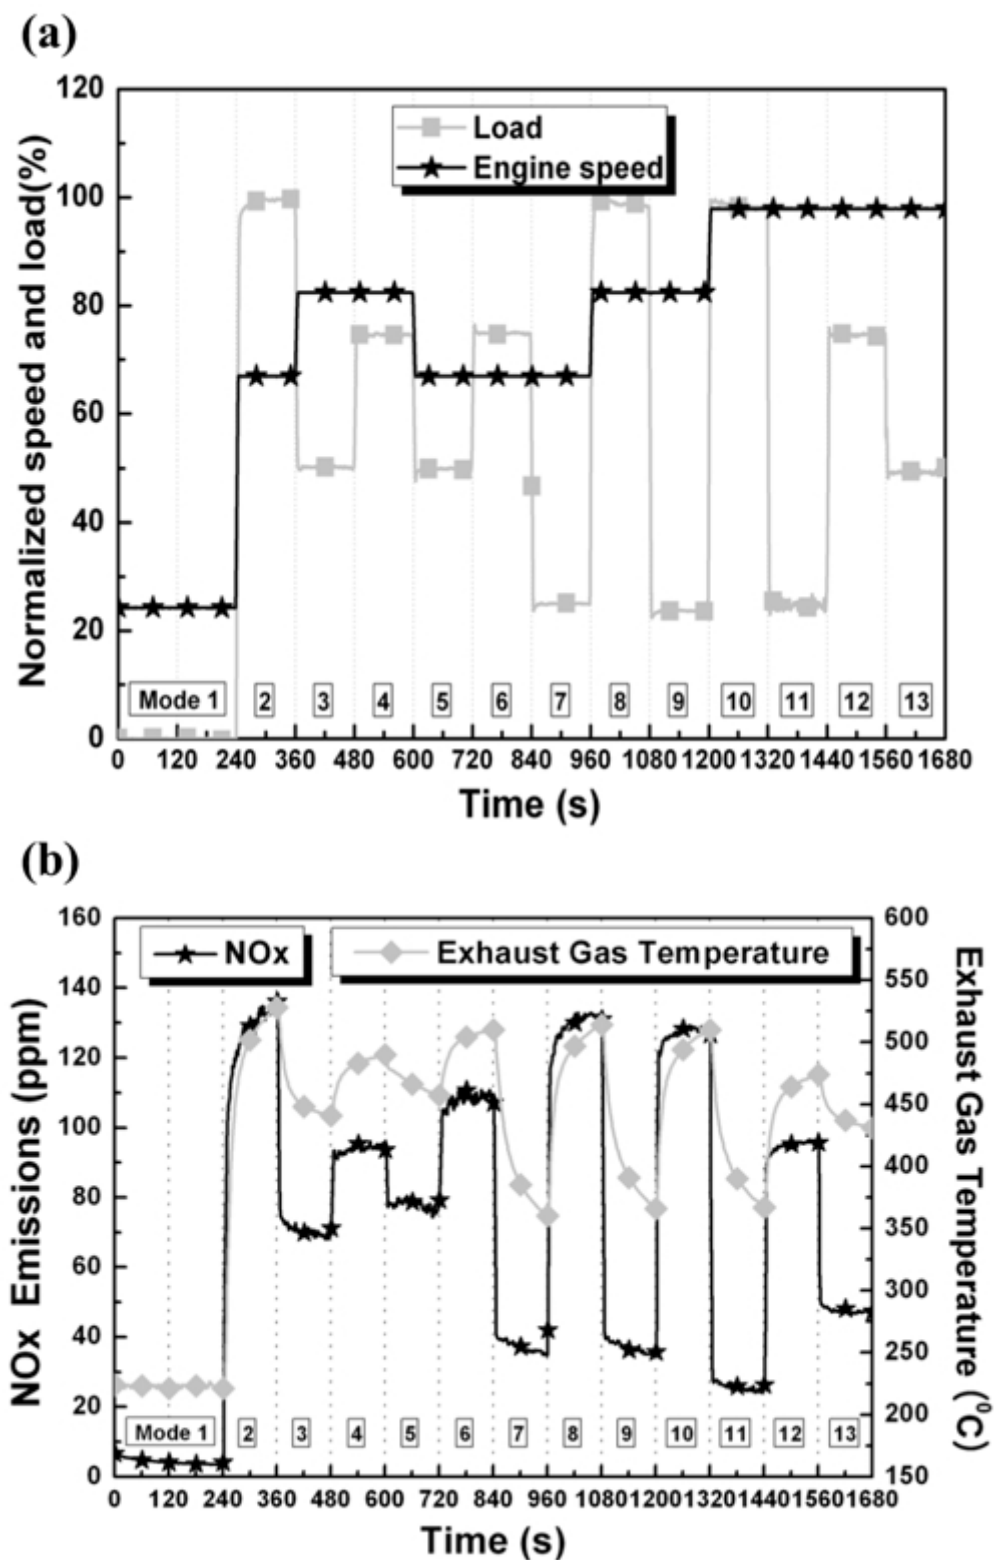 (a)
120
100
80
60
40
20
0
Normalized speed and load(%)
Load
Engine speed
Mode 1 2 3 4 5 6 7 8 9 10 11 12 13
0 120 240 360 480 600 720 840 960 1080 1200 1320 1440 1560 1680
Time (s)
(b)
160
140
120
100
80
60
40
20
0
NOx Emissions (ppm)
NOx
Exhaust Gas Temperature
600
550
500
450
400
350
300
250
200
150
Exhaust Gas Temperature (⁰C)
Mode 1 2 3 4 5 6 7 8 9 10 11 12 13
0 120 240 360 480 600 720 840 960 1080 1200 1320 1440 1560 1680
Time (s)